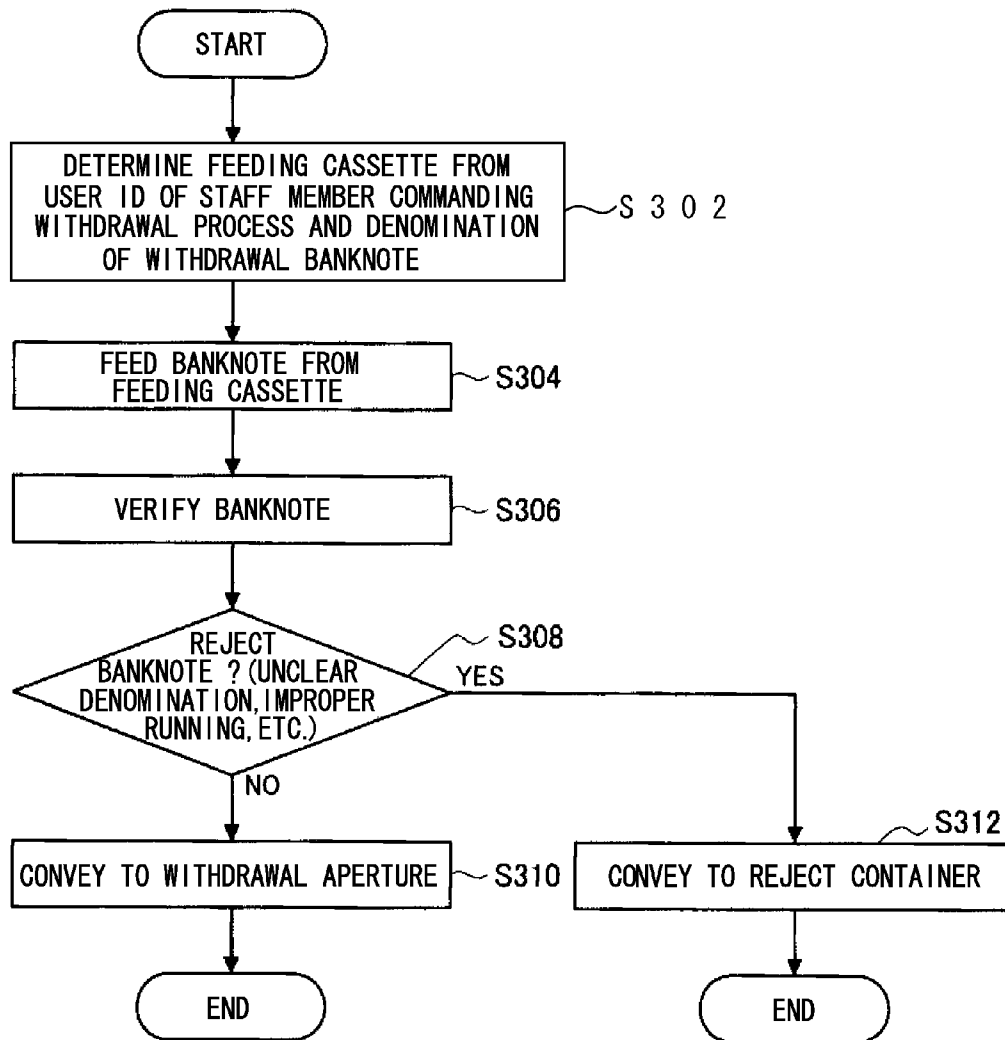 START
DETERMINE FEEDING CASSETTE FROM
USER ID OF STAFF MEMBER COMMANDING
WITHDRAWAL PROCESS AND DENOMINATION
OF WITHDRAWAL BANKNOTE
S302
FEED BANKNOTE FROM
FEEDING CASSETTE
S304
VERIFY BANKNOTE
S306
REJECT
BANKNOTE ? (UNCLEAR
DENOMINATION, IMPROPER
RUNNING, ETC.)
S308
YES
NO
CONVEY TO WITHDRAWAL APERTURE
S310
S312
CONVEY TO REJECT CONTAINER
END
END